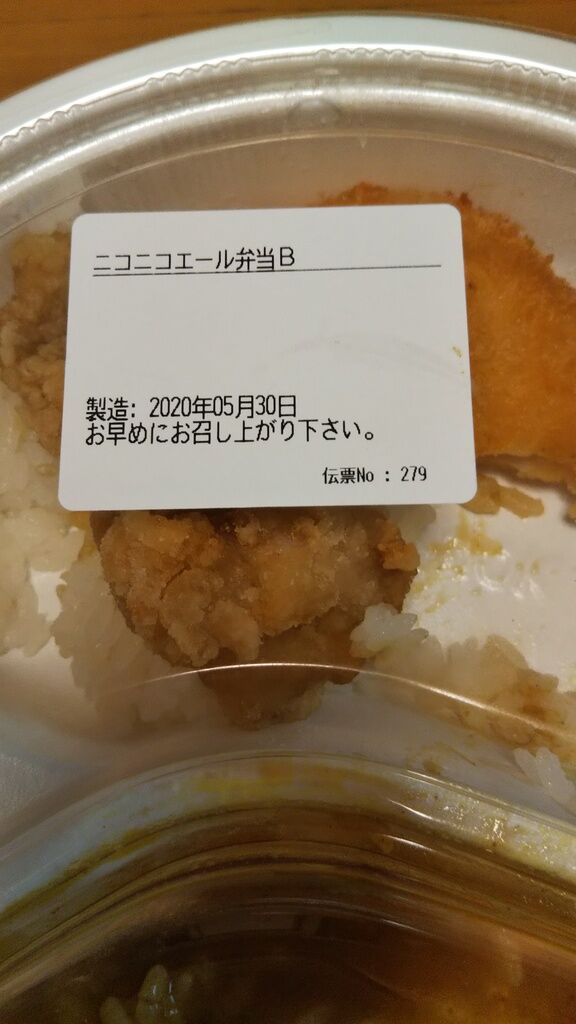 ニコニコエール弁当B
製造: 2020年05月30日
お早めにお召し上がり下さい。
伝票No : 279